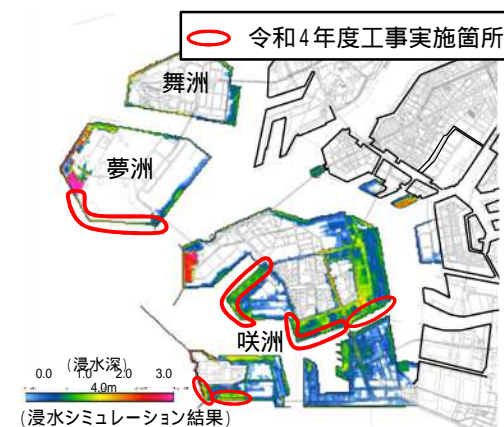 令和4年度工事実施箇所
舞洲
夢洲
咲洲
(浸水深)
0.0 1.0 2.0 3.0
4.0m
(浸水シミュレーション結果)